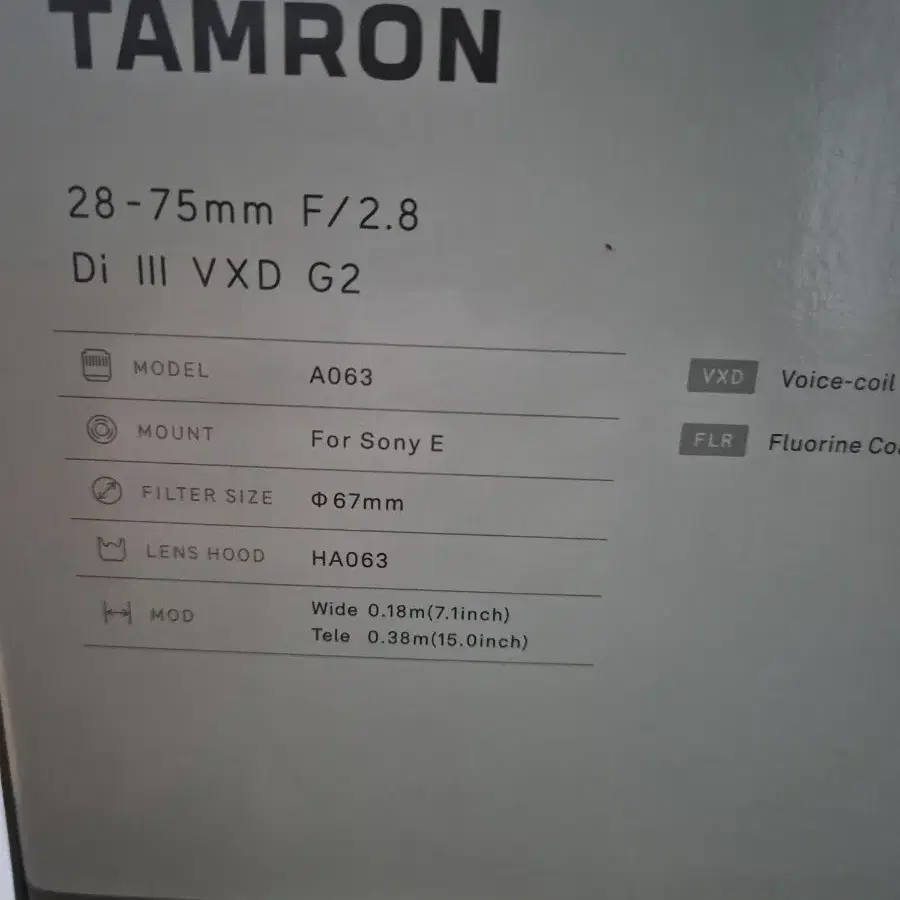 TAMRON
28-75mm F/2.8
Di III VXD G2
MODEL A063
MOUNT For Sony E
FILTER SIZE Φ67mm
LENS HOOD HA063
MOD Wide 0.18m(7.1inch)
Tele 0.38m(15.0inch)
VXD Voice-coil
FLR Fluorine